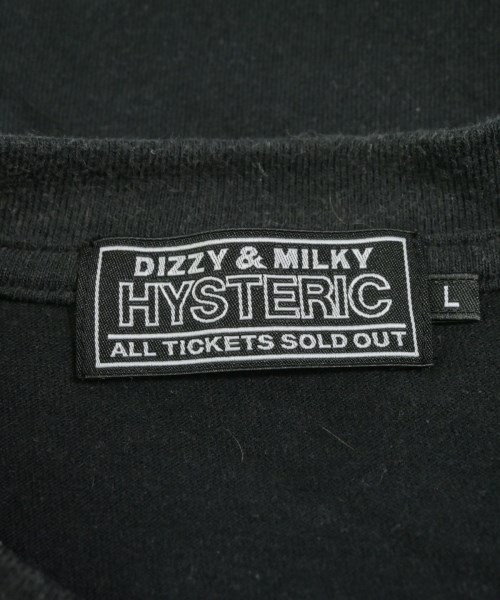 DIZZY & MILKY
HYSTERIC
ALL TICKETS SOLD OUT
L